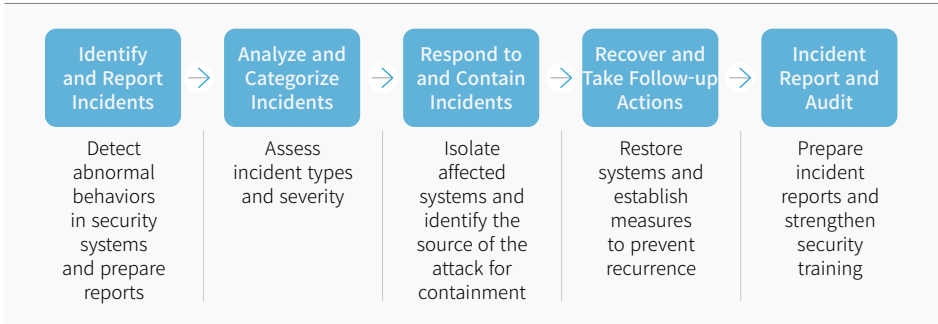 Identify
and Report
Incidents
Analyze and
Categorize
Incidents
Respond to
and Contain
Incidents
Recover and
Take Follow-up
Actions
Incident
Report and
Audit
Detect
abnormal
behaviors
in security
systems
and prepare
reports
Assess
incident types
and severity
Isolate
affected
systems and
identify the
source of the
attack for
containment
Restore
systems and
establish
measures
to prevent
recurrence
Prepare
incident
reports and
strengthen
security
training